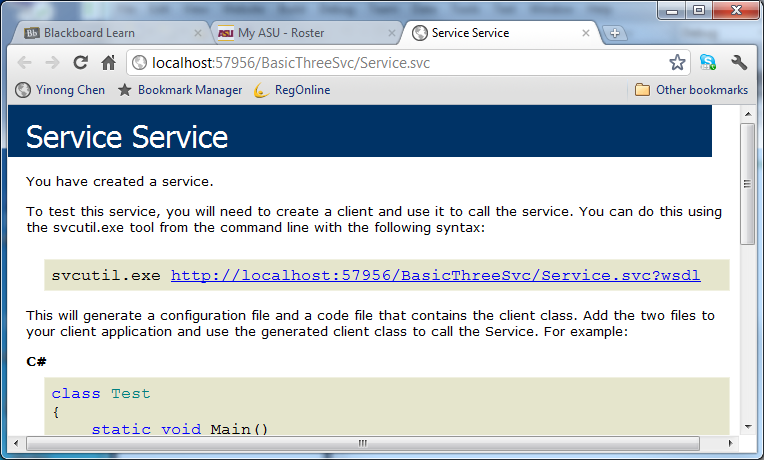 Bb Blackboard Learn
ASU My ASU - Roster
Service Service
localhost:57956/BasicThreeSvc/Service.svc
Yinong Chen
Bookmark Manager
RegOnline
Other bookmarks
Service Service
You have created a service.
To test this service, you will need to create a client and use it to call the service. You can do this using
the svcutil.exe tool from the command line with the following syntax:
svcutil.exe http://localhost:57956/BasicThreeSvc/Service.svc?wsdl
This will generate a configuration file and a code file that contains the client class. Add the two files to
your client application and use the generated client class to call the Service. For example:
C#
class Test
{
static void Main()